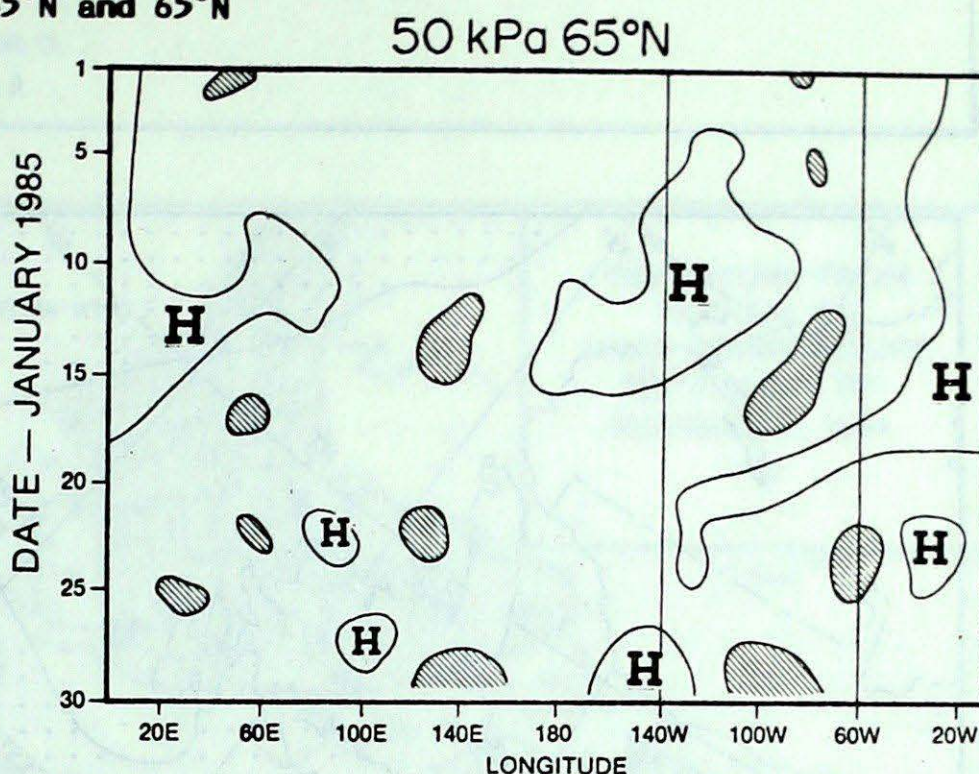 5°N and 65°N
50 kPa 65°N
DATE — JANUARY 1985
1
5
10
15
20
25
30
H
H
H
H
H
H
H
20E 60E 100E 140E 180 140W 100W 60W 20W
LONGITUDE